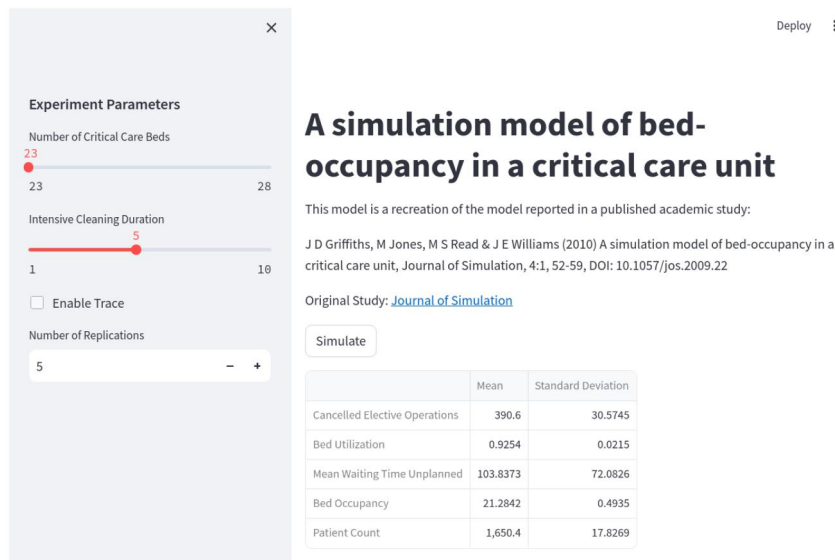 Deploy
Experiment Parameters
Number of Critical Care Beds
23
23 28
Intensive Cleaning Duration
5
1 10
Enable Trace
Number of Replications
5 − +
A simulation model of bed-
occupancy in a critical care unit
This model is a recreation of the model reported in a published academic study:
J D Griffiths, M Jones, M S Read & J E Williams (2010) A simulation model of bed-occupancy in a
critical care unit, Journal of Simulation, 4:1, 52-59, DOI: 10.1057/jos.2009.22
Original Study: Journal of Simulation
Simulate
Mean Standard Deviation
Cancelled Elective Operations 390.6 30.5745
Bed Utilization 0.9254 0.0215
Mean Waiting Time Unplanned 103.8373 72.0826
Bed Occupancy 21.2842 0.4935
Patient Count 1,650.4 17.8269